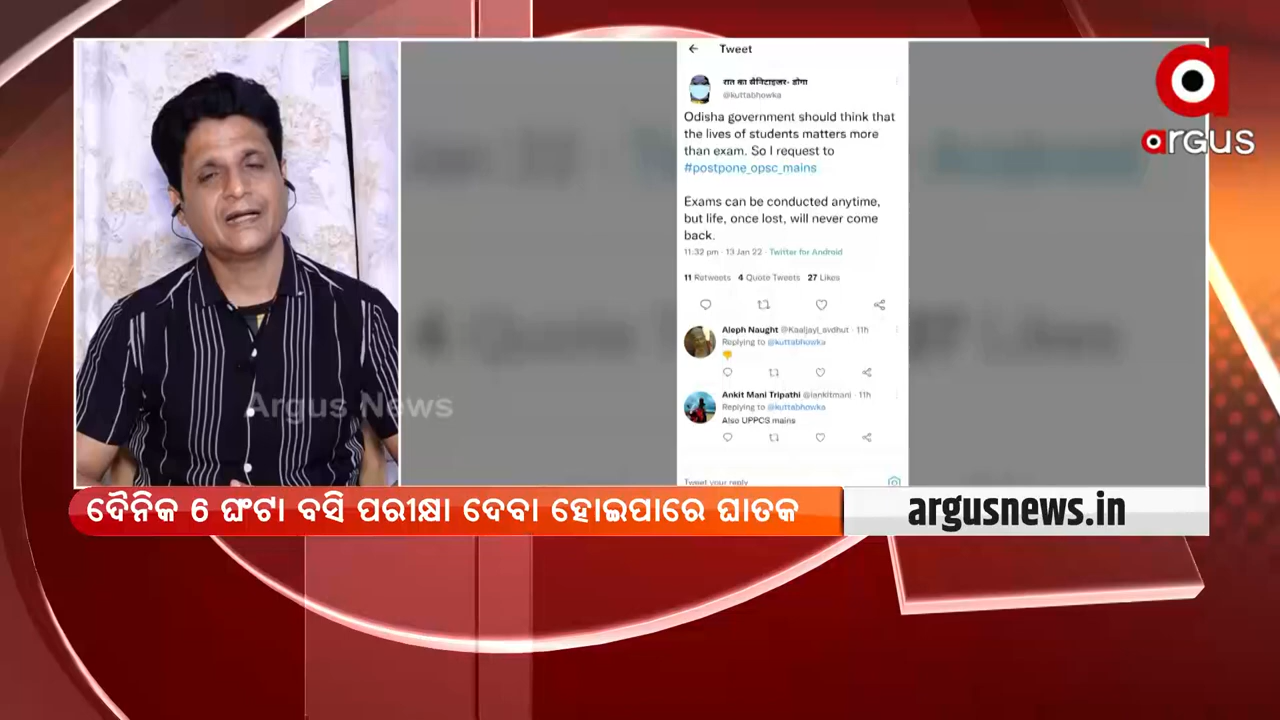 Tweet
रात का सैनिटाइजर- डोगा
@kuttabhowka
Odisha government should think that
the lives of students matters more
than exam. So I request to
#postpone_opsc_mains
Exams can be conducted anytime,
but life, once lost, will never come
back.
11:32 pm · 13 Jan 22 · Twitter for Android
11 Retweets 4 Quote Tweets 27 Likes
Aleph Naught @Kaaljayi_avdhut · 11h
Replying to @kuttabhowka
Ankit Mani Tripathi @iankitmani · 11h
Replying to @kuttabhowka
Also UPPCS mains
Tweet your reply
argus
Argus News
ଦୈନିକ 6 ଘଂଟା ବସି ପରୀକ୍ଷା ଦେବା ହୋଇପାରେ ଘାତକ
argusnews.in